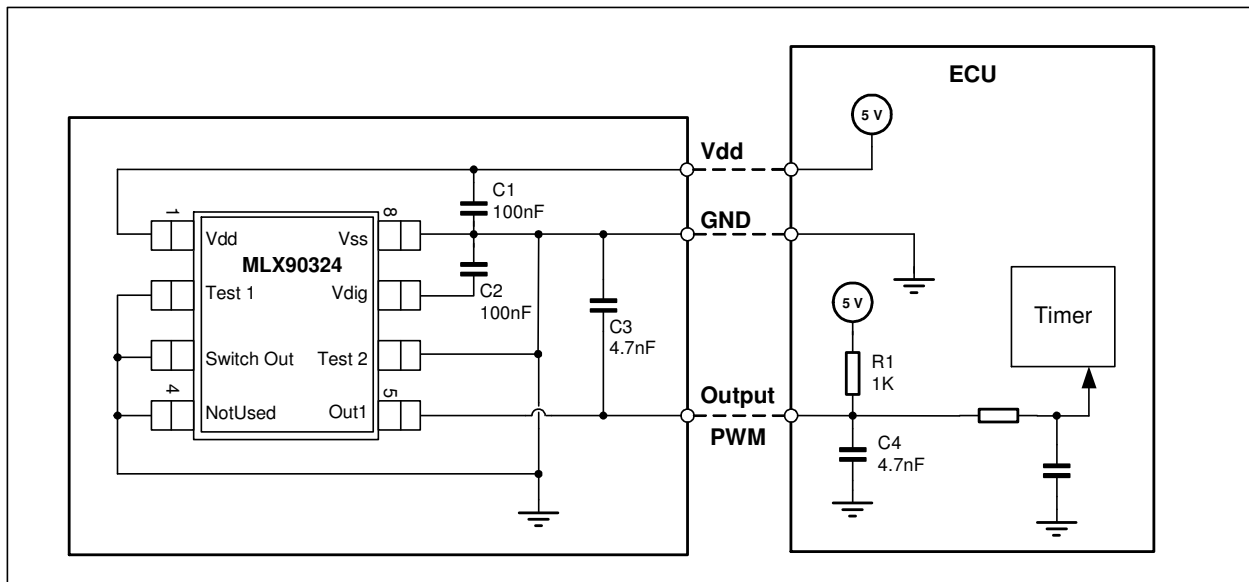 ECU
5 V
Vdd
C1
100nF
GND
1
8
Vdd
Vss
MLX90324
Test 1
Vdig
C2
100nF
5 V
Timer
C3
4.7nF
Switch Out
Test 2
R1
1K
4
5
Output
NotUsed
Out1
PWM
C4
4.7nF